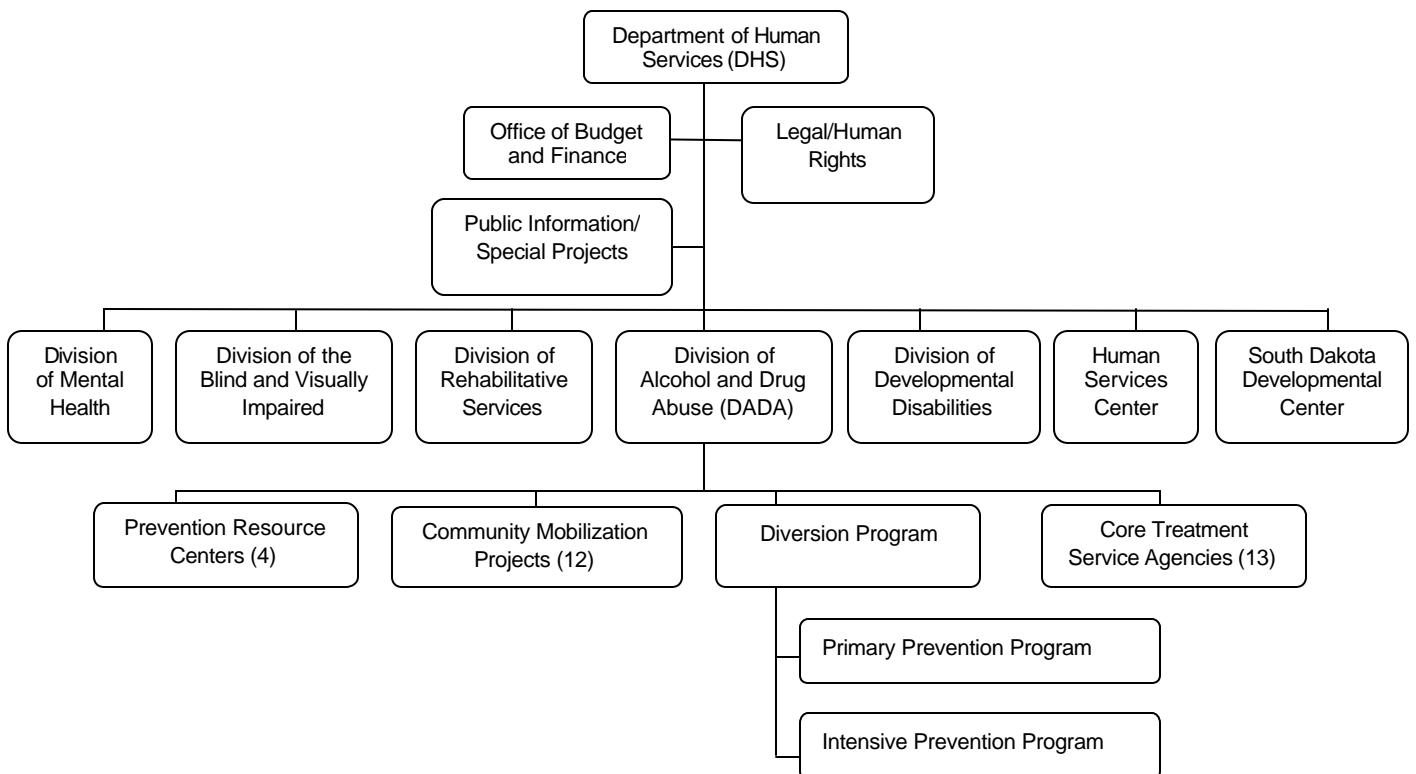 Department of Human
Services (DHS)
Office of Budget
and Finance
Legal/Human
Rights
Public Information/
Special Projects
Division
of Mental
Health
Division of the
Blind and Visually
Impaired
Division of
Rehabilitative
Services
Division of
Alcohol and Drug
Abuse (DADA)
Division of
Developmental
Disabilities
Human
Services
Center
South Dakota
Developmental
Center
Prevention Resource
Centers (4)
Community Mobilization
Projects (12)
Diversion Program
Core Treatment
Service Agencies (13)
Primary Prevention Program
Intensive Prevention Program